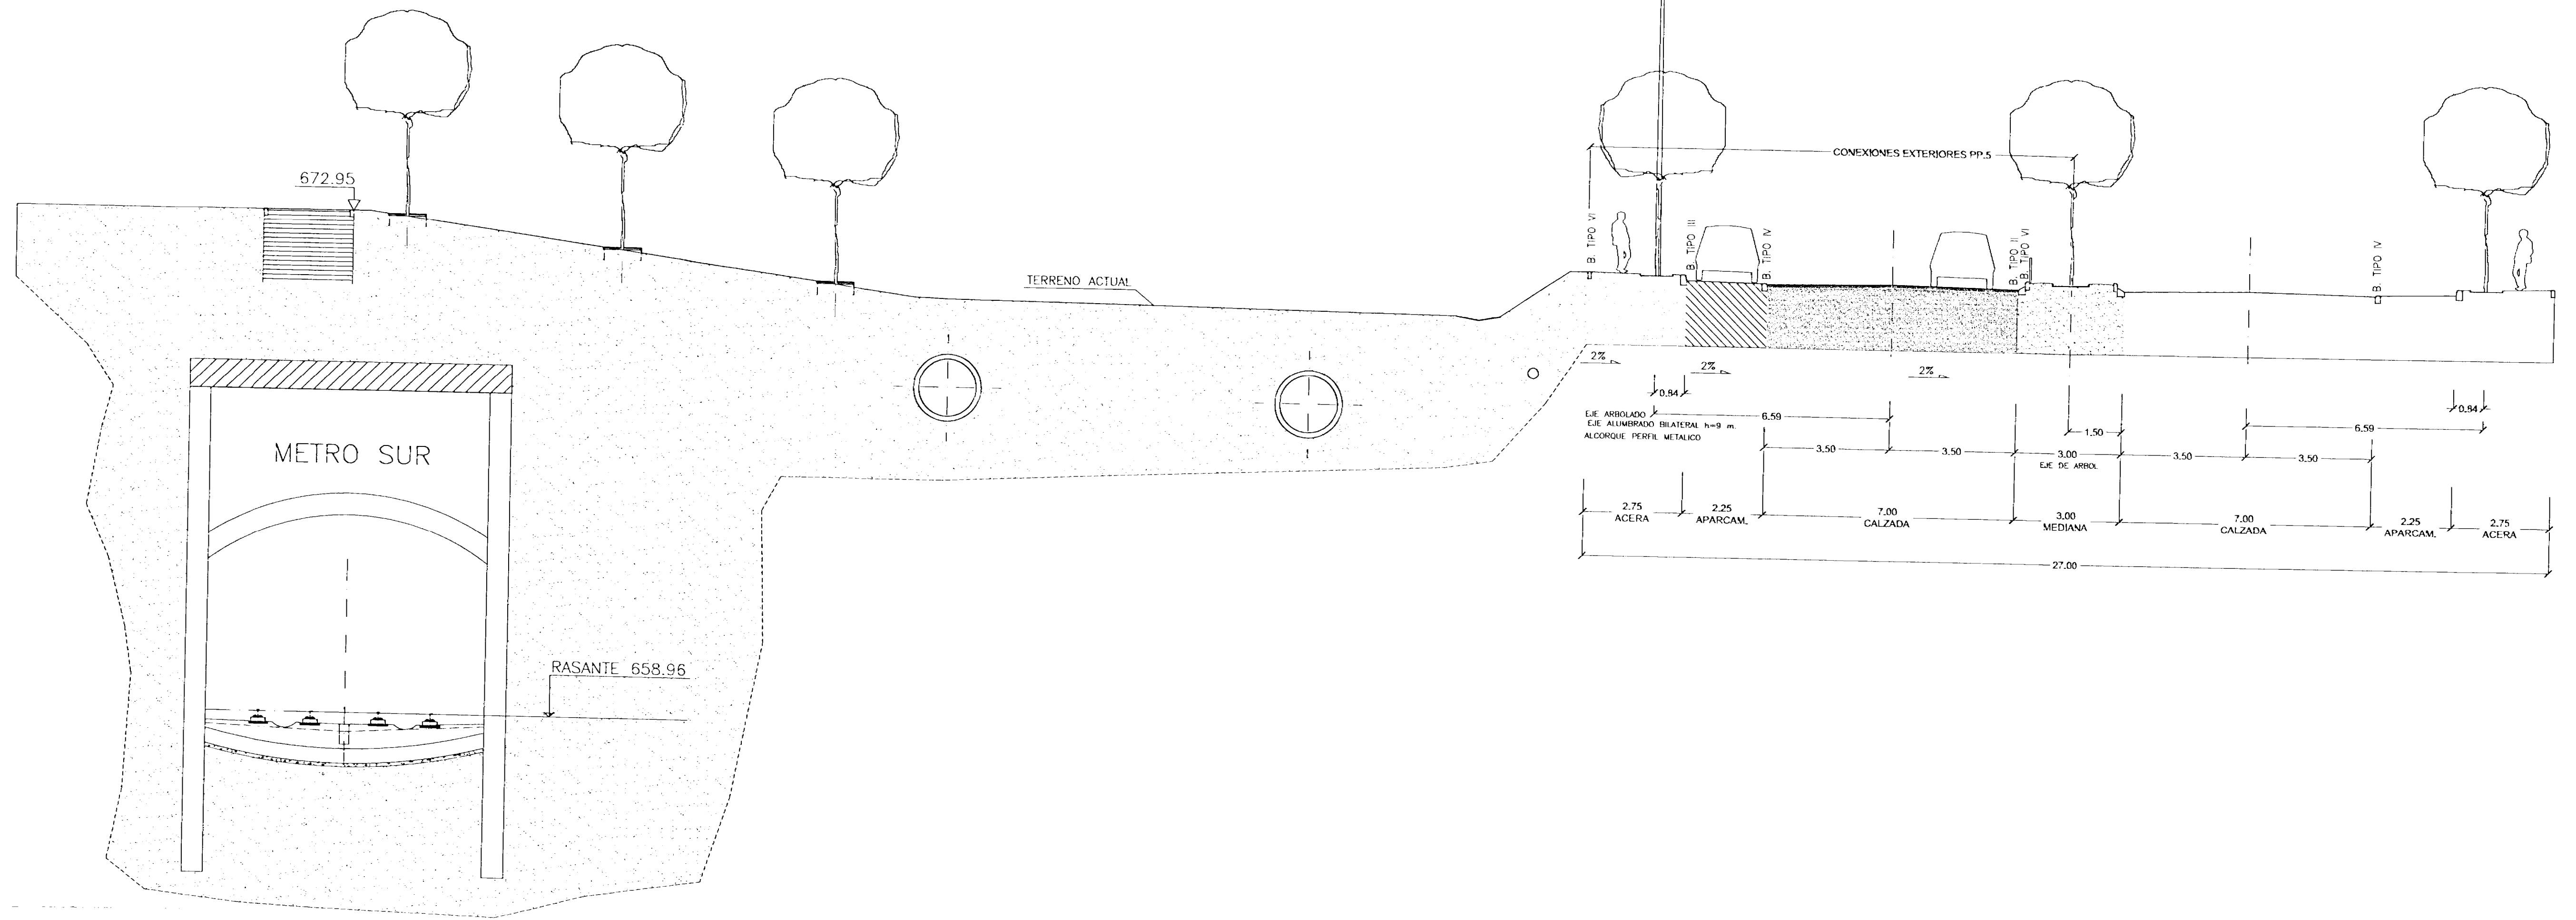 672.95
TERRENO ACTUAL
METRO SUR
RASANTE 658.96
CONEXIONES EXTERIORES PP.5
B. TIPO VI
B. TIPO III
B. TIPO IV
B. TIPO II
B. TIPO VI
B. TIPO IV
2%
2%
2%
0.84
0.84
EJE ARBOLADO
6.59
EJE ALUMBRADO BILATERAL h=9 m.
ALCORQUE PERFIL METALICO
1.50
6.59
3.50
3.50
3.00
3.50
3.50
EJE DE ARBOL
2.75
ACERA
2.25
APARCAM.
7.00
CALZADA
3.00
MEDIANA
7.00
CALZADA
2.25
APARCAM.
2.75
ACERA
27.00